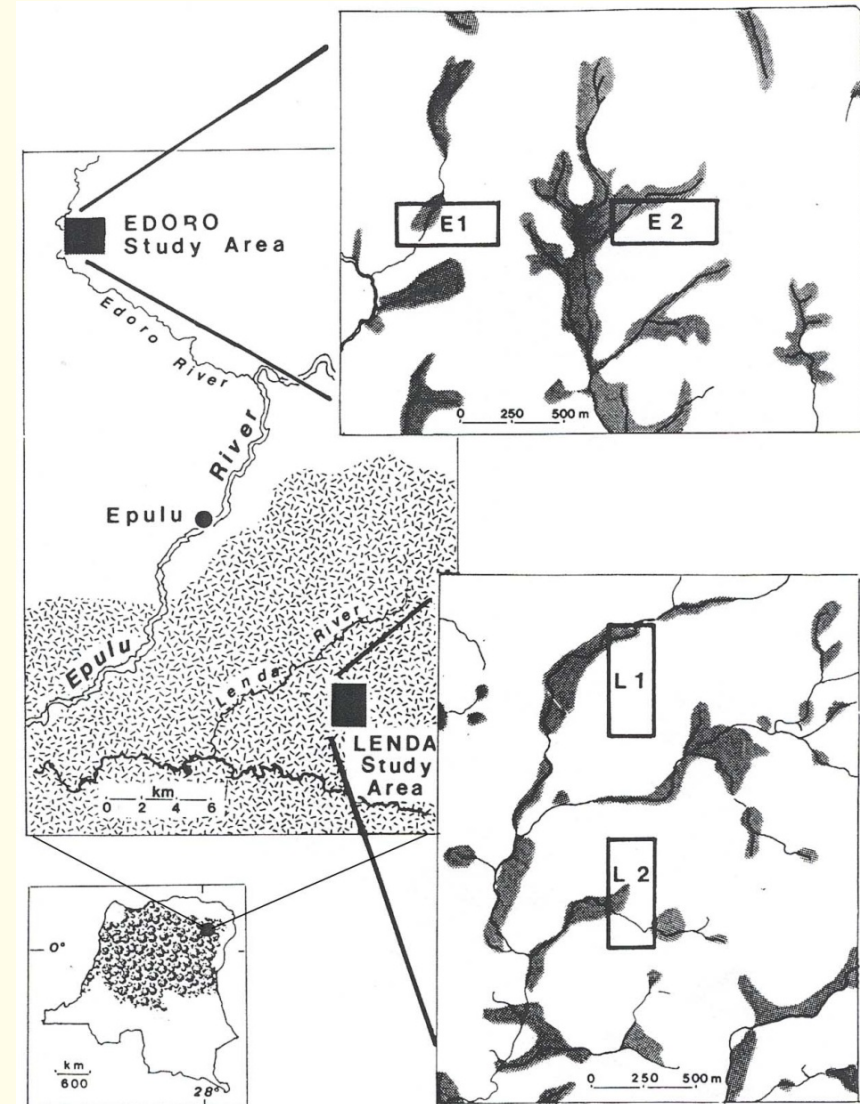 E1
E 2
0 250 500 m
EDORO
Study Area
Edoro River
River
Epulu
Epulu
Lenda River
LENDA
Study
Area
km
0 2 4 6
L 1
L 2
0 250 500 m
0°
km
600
28°